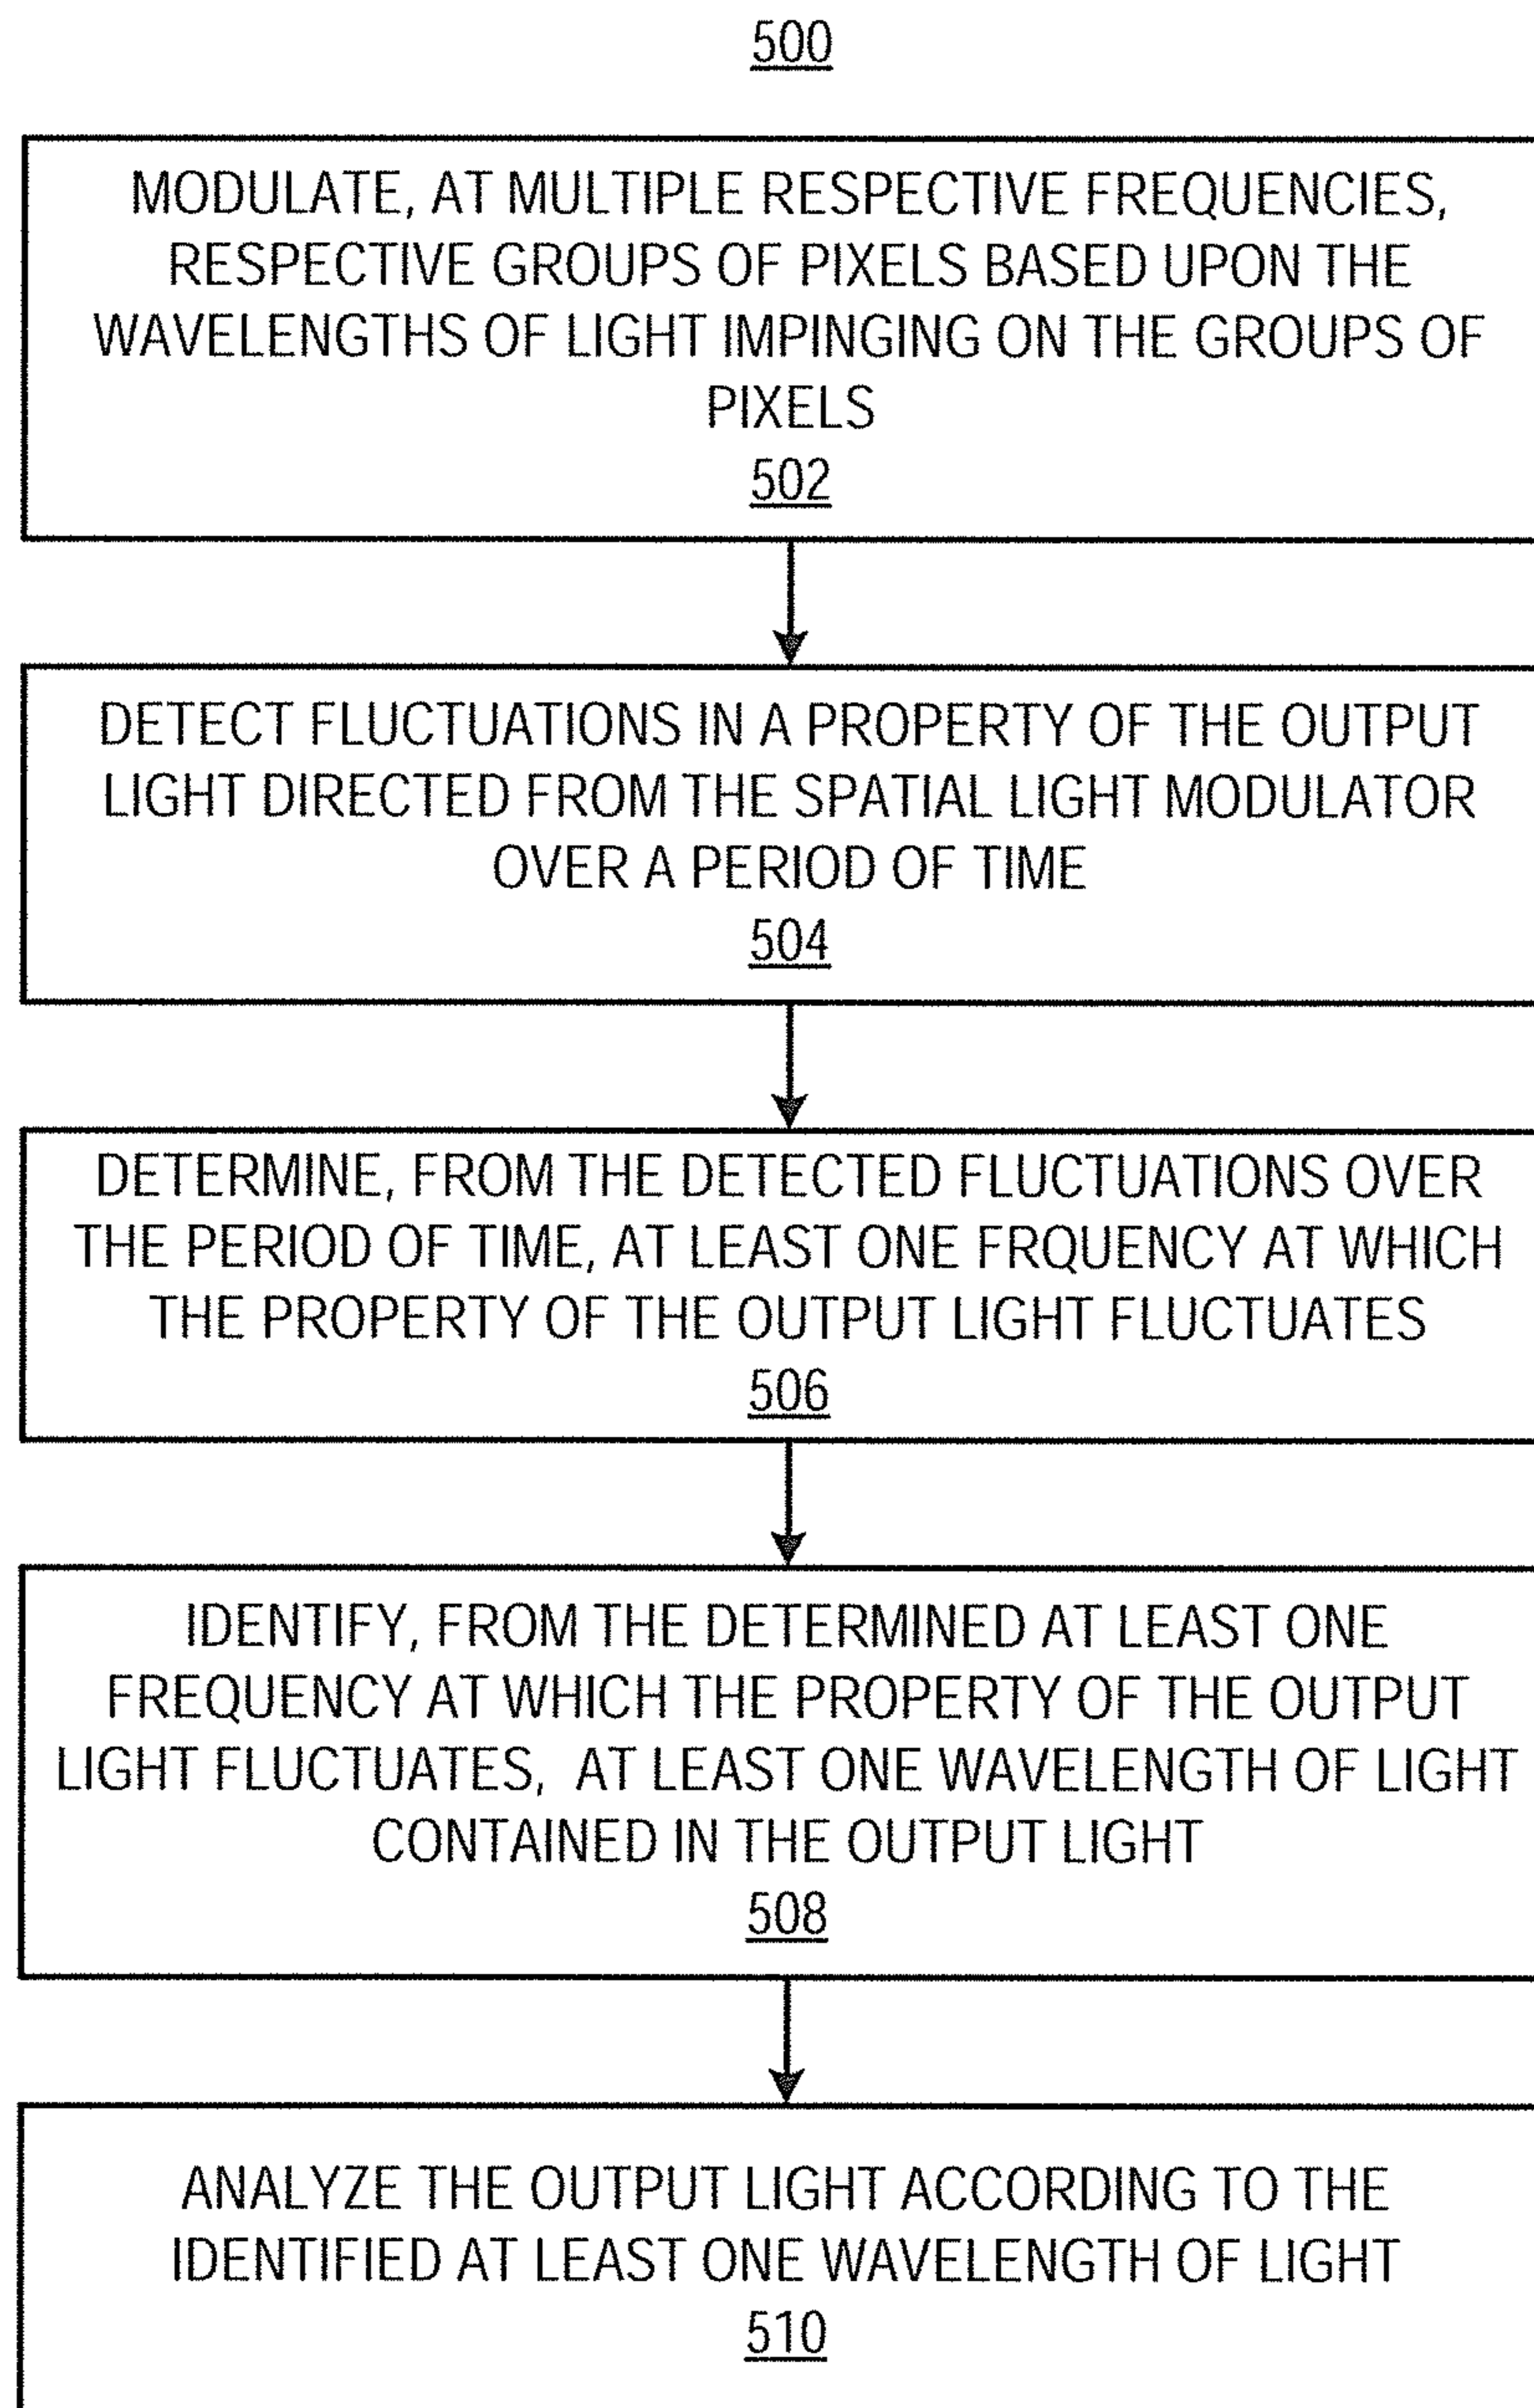 500
MODULATE, AT MULTIPLE RESPECTIVE FREQUENCIES,
RESPECTIVE GROUPS OF PIXELS BASED UPON THE
WAVELENGTHS OF LIGHT IMPINGING ON THE GROUPS OF
PIXELS
502
DETECT FLUCTUATIONS IN A PROPERTY OF THE OUTPUT
LIGHT DIRECTED FROM THE SPATIAL LIGHT MODULATOR
OVER A PERIOD OF TIME
504
DETERMINE, FROM THE DETECTED FLUCTUATIONS OVER
THE PERIOD OF TIME, AT LEAST ONE FRQUENCY AT WHICH
THE PROPERTY OF THE OUTPUT LIGHT FLUCTUATES
506
IDENTIFY, FROM THE DETERMINED AT LEAST ONE
FREQUENCY AT WHICH THE PROPERTY OF THE OUTPUT
LIGHT FLUCTUATES, AT LEAST ONE WAVELENGTH OF LIGHT
CONTAINED IN THE OUTPUT LIGHT
508
ANALYZE THE OUTPUT LIGHT ACCORDING TO THE
IDENTIFIED AT LEAST ONE WAVELENGTH OF LIGHT
510